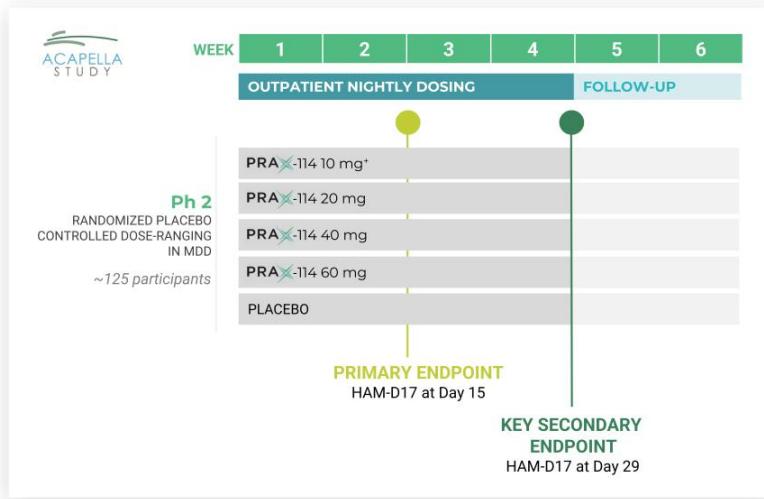 ACAPELLA
STUDY
WEEK 1 2 3 4 5 6
OUTPATIENT NIGHTLY DOSING FOLLOW-UP
PRAX-114 10 mg⁺
PRAX-114 20 mg
PRAX-114 40 mg
PRAX-114 60 mg
PLACEBO
Ph 2
RANDOMIZED PLACEBO
CONTROLLED DOSE-RANGING
IN MDD
~125 participants
PRIMARY ENDPOINT
HAM-D17 at Day 15
KEY SECONDARY
ENDPOINT
HAM-D17 at Day 29